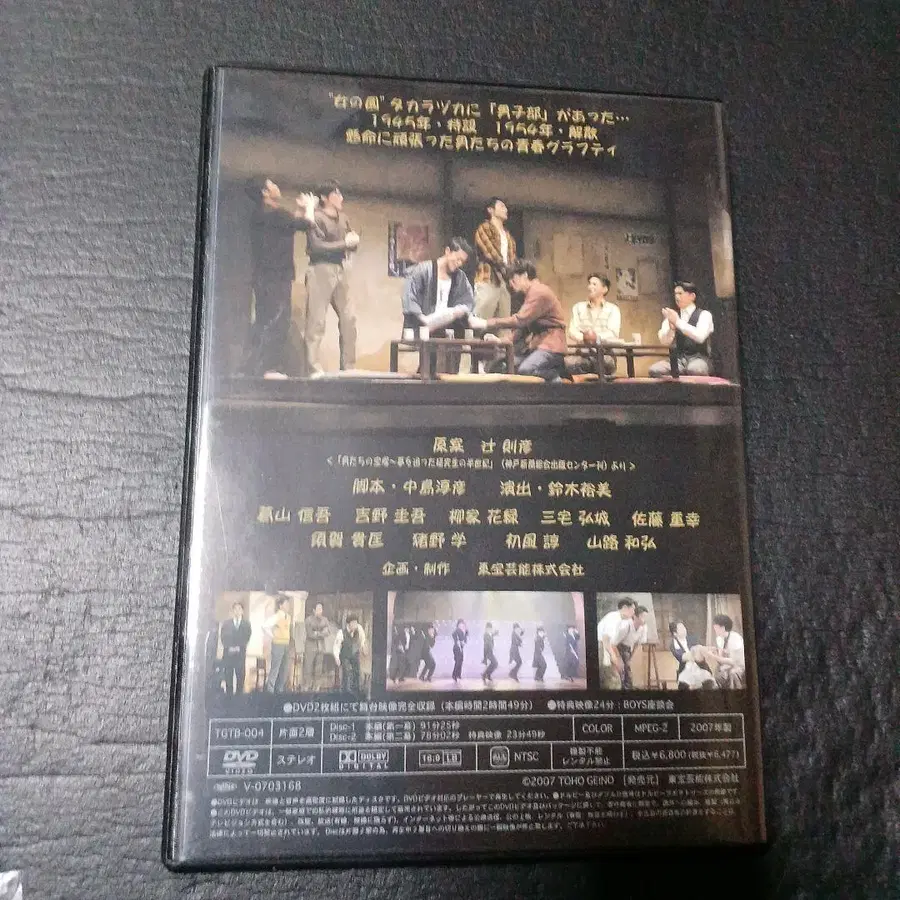 "女の園"タカラヅカに「男子部」があった…
1945年・特設　1954年・解散
懸命に頑張った男たちの青春グラフティ
原案　辻 則彦
<「男たちの宝塚～夢を追った研究生の半世紀」（神戸新聞総合出版センター刊）より>
脚本・中島淳彦　演出・鈴木裕美
葛山 信吾　吉野 圭吾　柳家 花緑　三宅 弘城　佐藤 重幸
須賀 貴匡　猪野 学　初風 諄　山路 和弘
企画・制作　東宝芸能株式会社
●DVD2枚組にて舞台映像完全収録（本編時間2時間49分）　●特典映像24分：BOYS座談会
TGTB-004　片面2層　Disc-1 本編(第一幕) 91分25秒　COLOR　MPEG-2　2007年製
Disc-2 本編(第二幕) 78分02秒 特典映像 23分49秒
DVD VIDEO　ステレオ　DOLBY DIGITAL　16:9 LB　ALL NTSC　複製不能 レンタル禁止　税込¥6,800(税抜¥6,477)
V-0703168　©2007 TOHO GEINO　[発売元]　東宝芸能株式会社